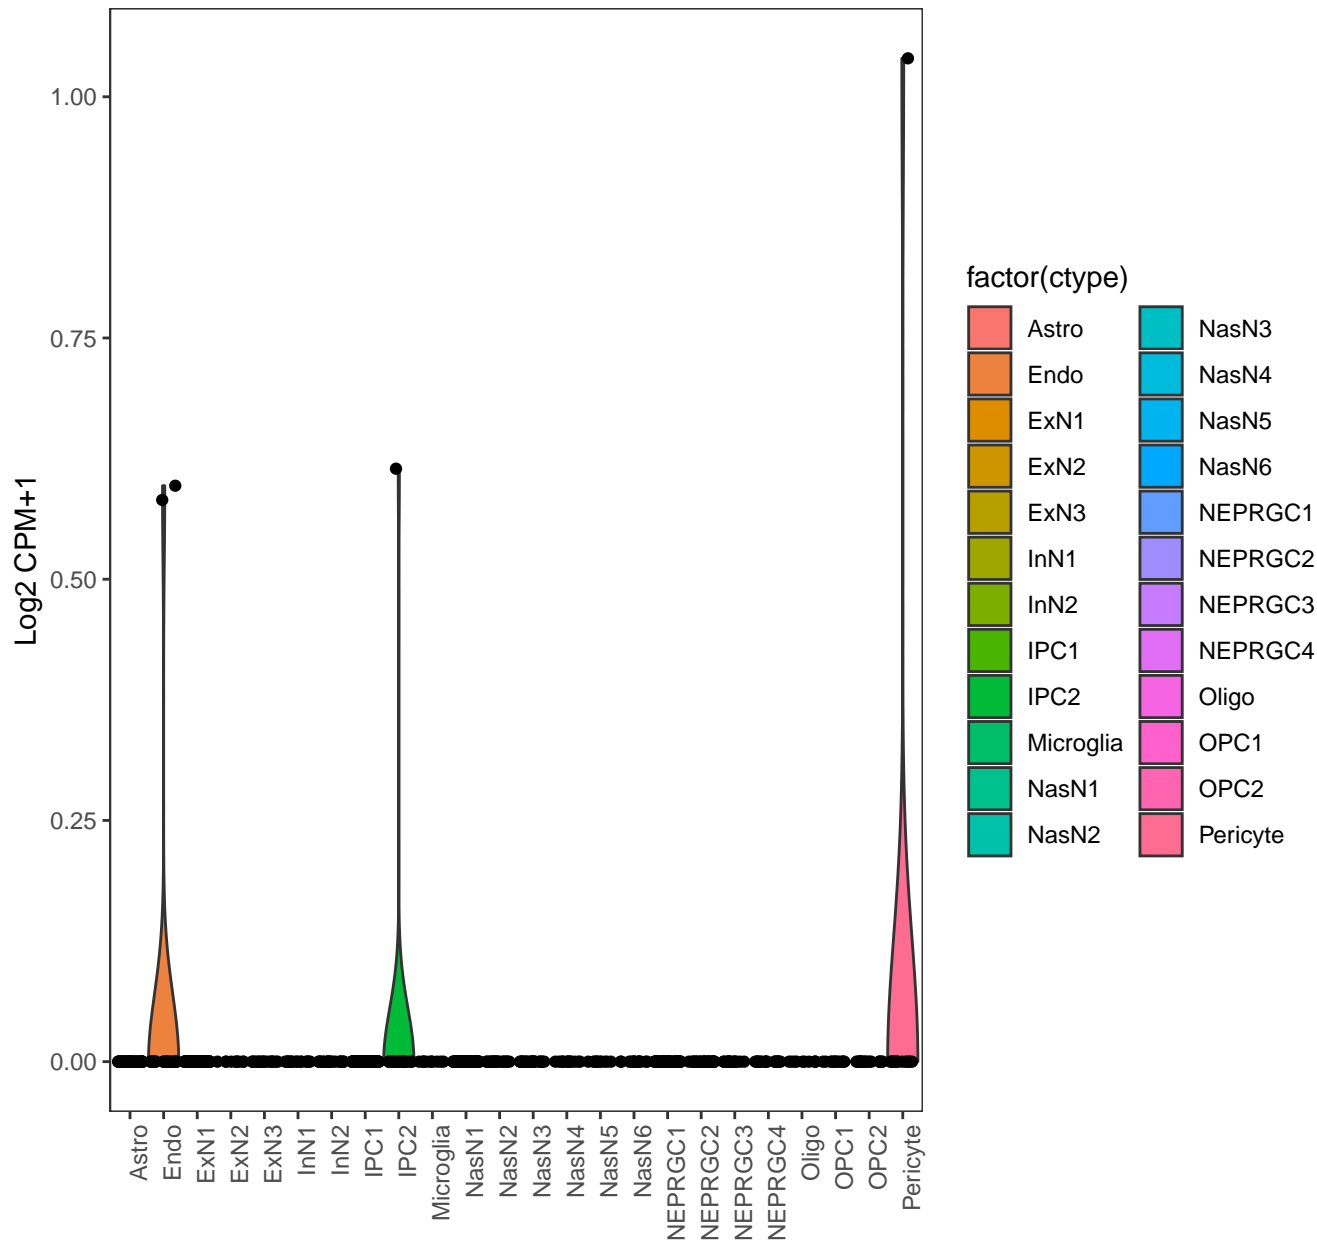 Log2 CPM+1
1.00
0.75
0.50
0.25
0.00
Astro
Endo
ExN1
ExN2
ExN3
InN1
InN2
IPC1
IPC2
Microglia
NasN1
NasN2
NasN3
NasN4
NasN5
NasN6
NEPRGC1
NEPRGC2
NEPRGC3
NEPRGC4
Oligo
OPC1
OPC2
Pericyte
factor(ctype)
Astro
Endo
ExN1
ExN2
ExN3
InN1
InN2
IPC1
IPC2
Microglia
NasN1
NasN2
NasN3
NasN4
NasN5
NasN6
NEPRGC1
NEPRGC2
NEPRGC3
NEPRGC4
Oligo
OPC1
OPC2
Pericyte